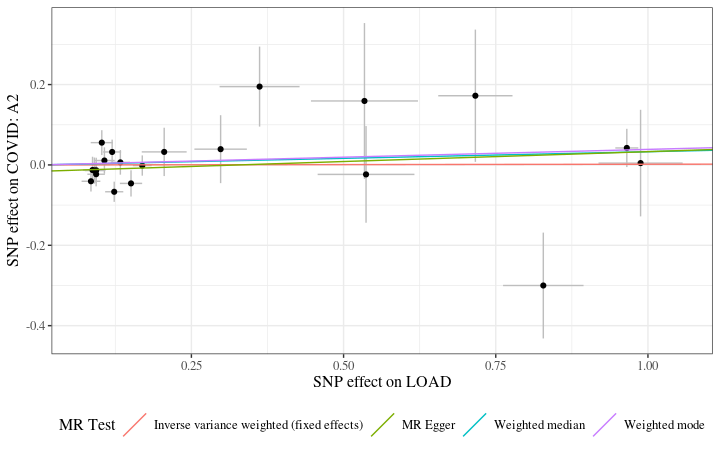 SNP effect on COVID: A2
0.2
0.0
-0.2
-0.4
0.25
0.50
0.75
1.00
SNP effect on LOAD
MR Test
Inverse variance weighted (fixed effects)
MR Egger
Weighted median
Weighted mode